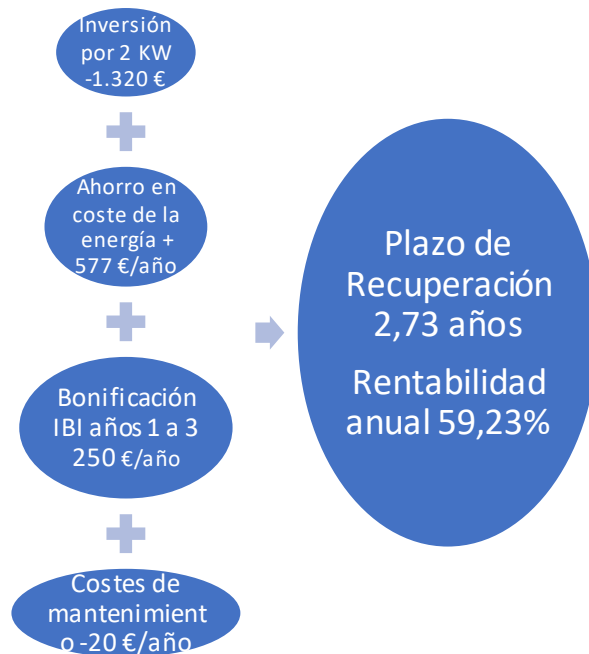 Inversión
por 2 KW
-1.320 €
Ahorro en
coste de la
energía +
577 €/año
Bonificación
IBI años 1 a 3
250 €/año
Costes de
mantenimient
o -20 €/año
Plazo de
Recuperación
2,73 años
Rentabilidad
anual 59,23%